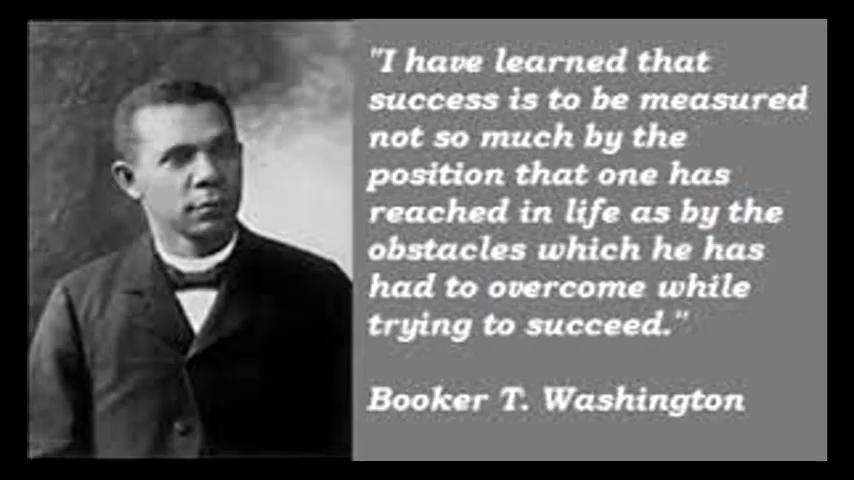 "I have learned that
success is to be measured
not so much by the
position that one has
reached in life as by the
obstacles which he has
had to overcome while
trying to succeed."
Booker T. Washington